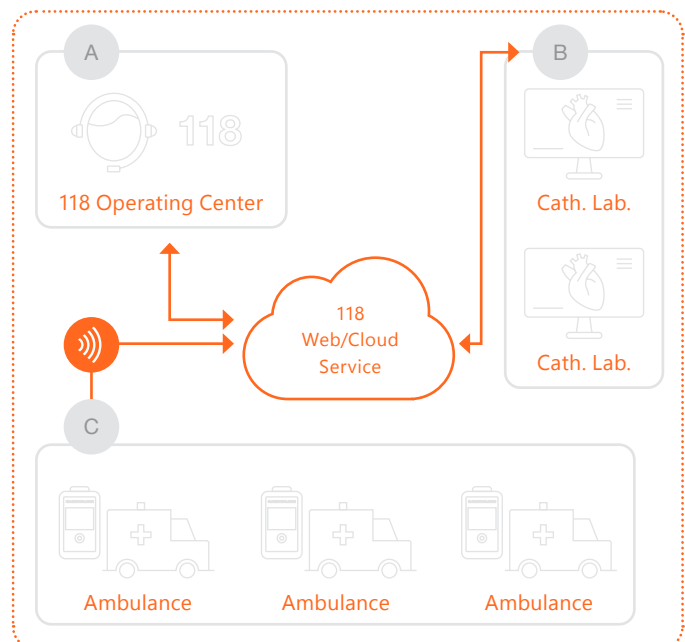 A
118
118 Operating Center
B
Cath. Lab.
Cath. Lab.
118
Web/Cloud
Service
C
Ambulance
Ambulance
Ambulance